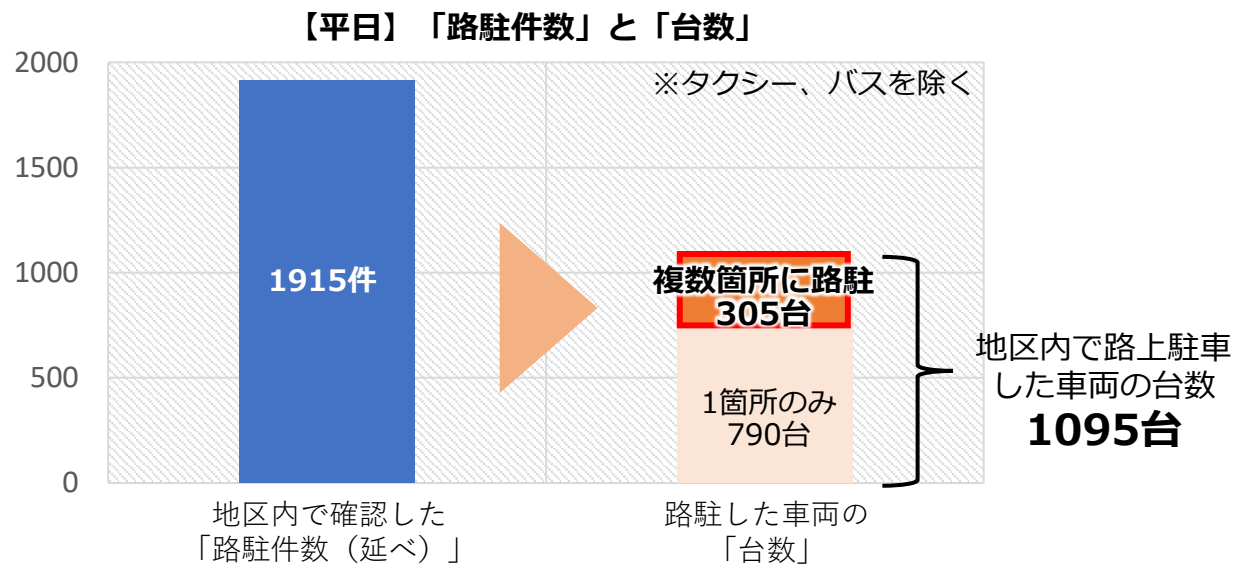 【平日】「路駐件数」と「台数」
※タクシー、バスを除く
2000
1500
1000
500
0
1915件
複数箇所に路駐
305台
1箇所のみ
790台
地区内で路上駐車
した車両の台数
1095台
地区内で確認した
「路駐件数（延べ）」
路駐した車両の
「台数」